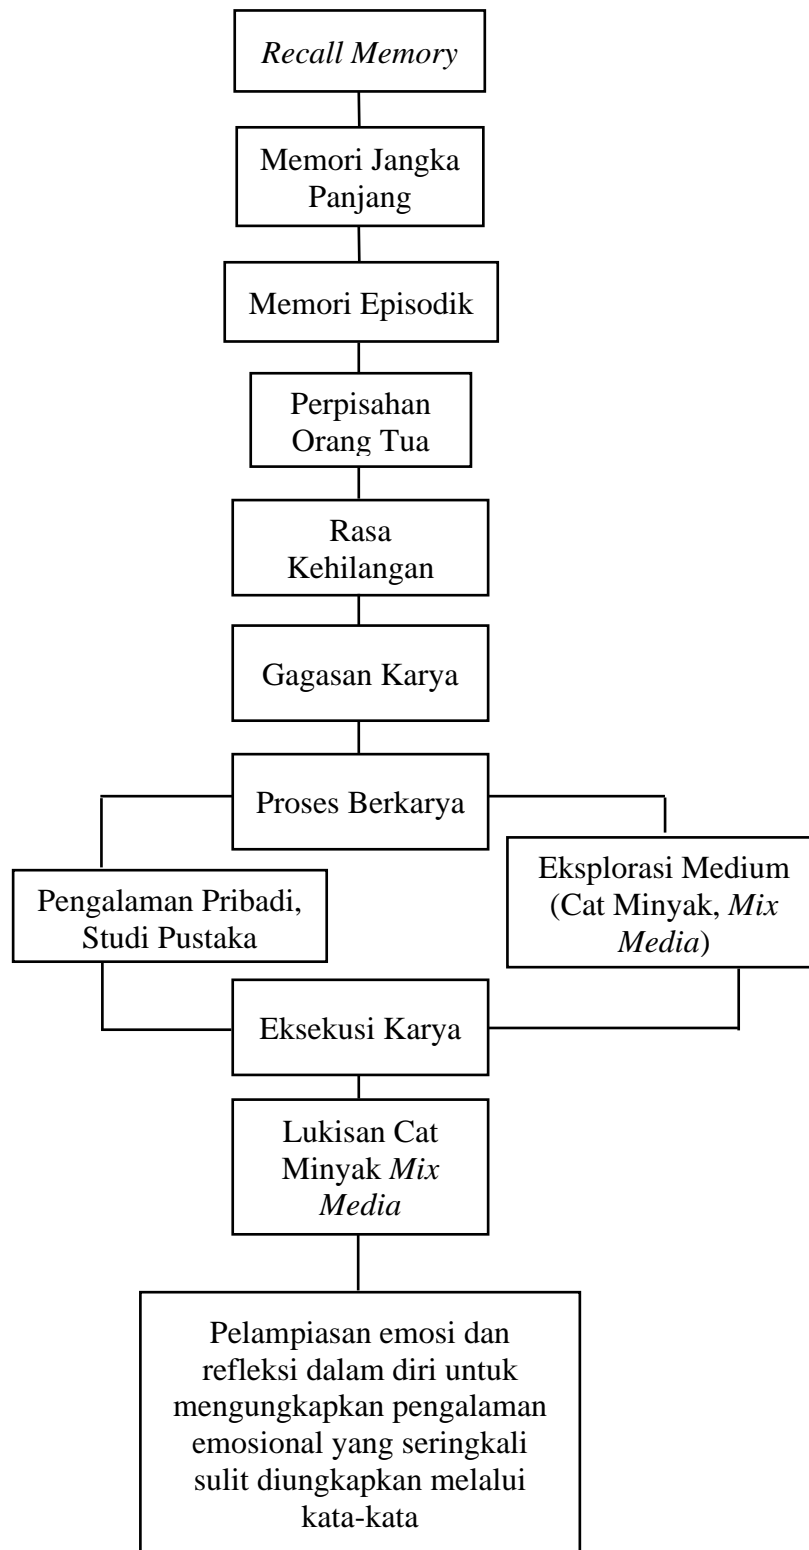 Recall Memory
Memori Jangka
Panjang
Memori Episodik
Perpisahan
Orang Tua
Rasa
Kehilangan
Gagasan Karya
Proses Berkarya
Pengalaman Pribadi,
Studi Pustaka
Eksplorasi Medium
(Cat Minyak, Mix
Media)
Eksekusi Karya
Lukisan Cat
Minyak Mix
Media
Pelampiasan emosi dan
refleksi dalam diri untuk
mengungkapkan pengalaman
emosional yang seringkali
sulit diungkapkan melalui
kata-kata